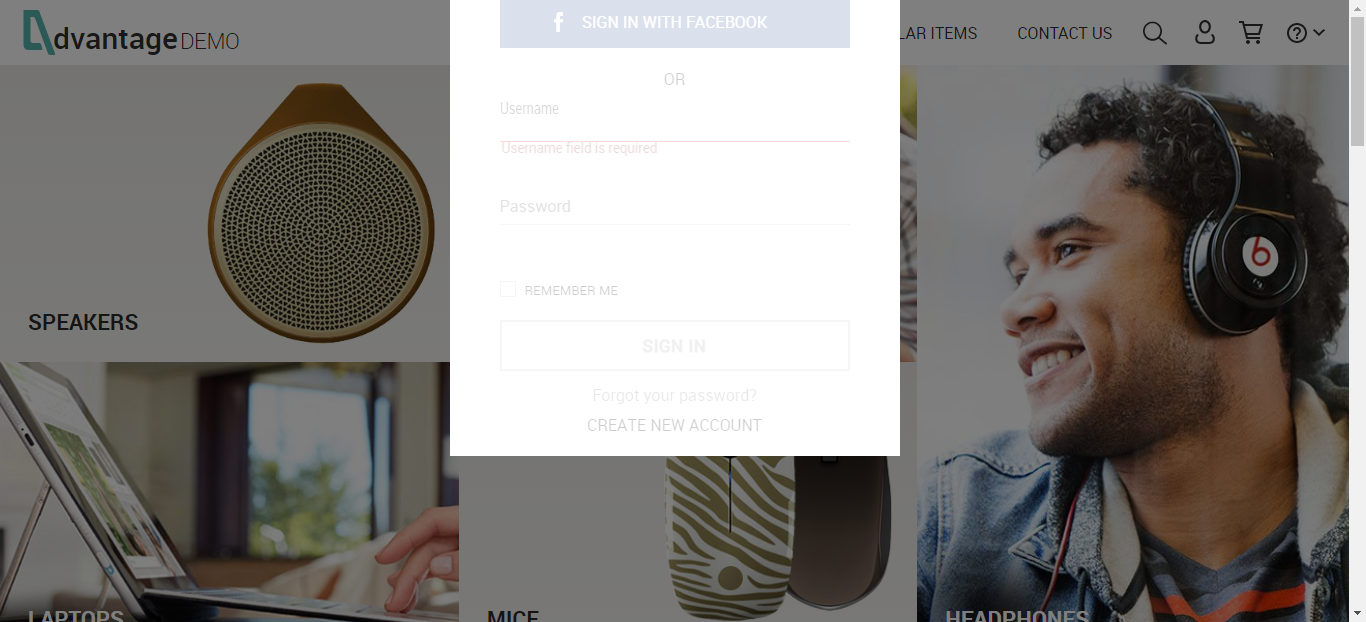 dvantage DEMO
SIGN IN WITH FACEBOOK
LAR ITEMS
CONTACT US
OR
Username
Username field is required
Password
REMEMBER ME
SIGN IN
Forgot your password?
CREATE NEW ACCOUNT
SPEAKERS
LAPTOPS
MICE
HEADPHONES